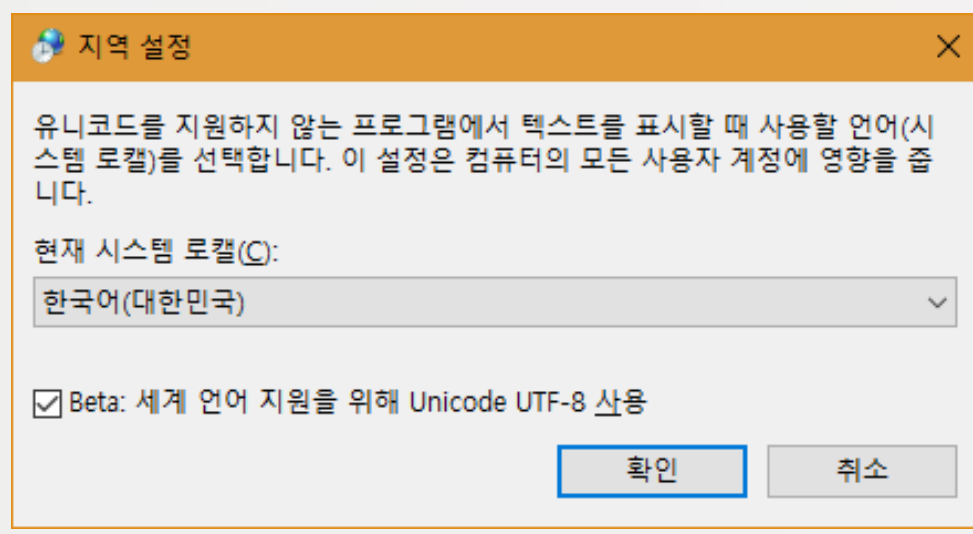 지역 설정
유니코드를 지원하지 않는 프로그램에서 텍스트를 표시할 때 사용할 언어(시
스템 로캘)를 선택합니다. 이 설정은 컴퓨터의 모든 사용자 계정에 영향을 줍
니다.
현재 시스템 로캘(C):
한국어(대한민국)
Beta: 세계 언어 지원을 위해 Unicode UTF-8 사용
확인 취소